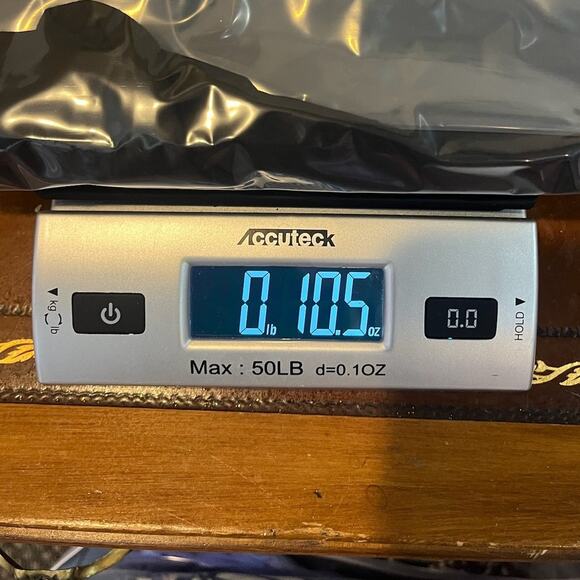 Accuteck
0 lb 10.5 oz
kg lb
0.0
HOLD
Max : 50LB d=0.1OZ